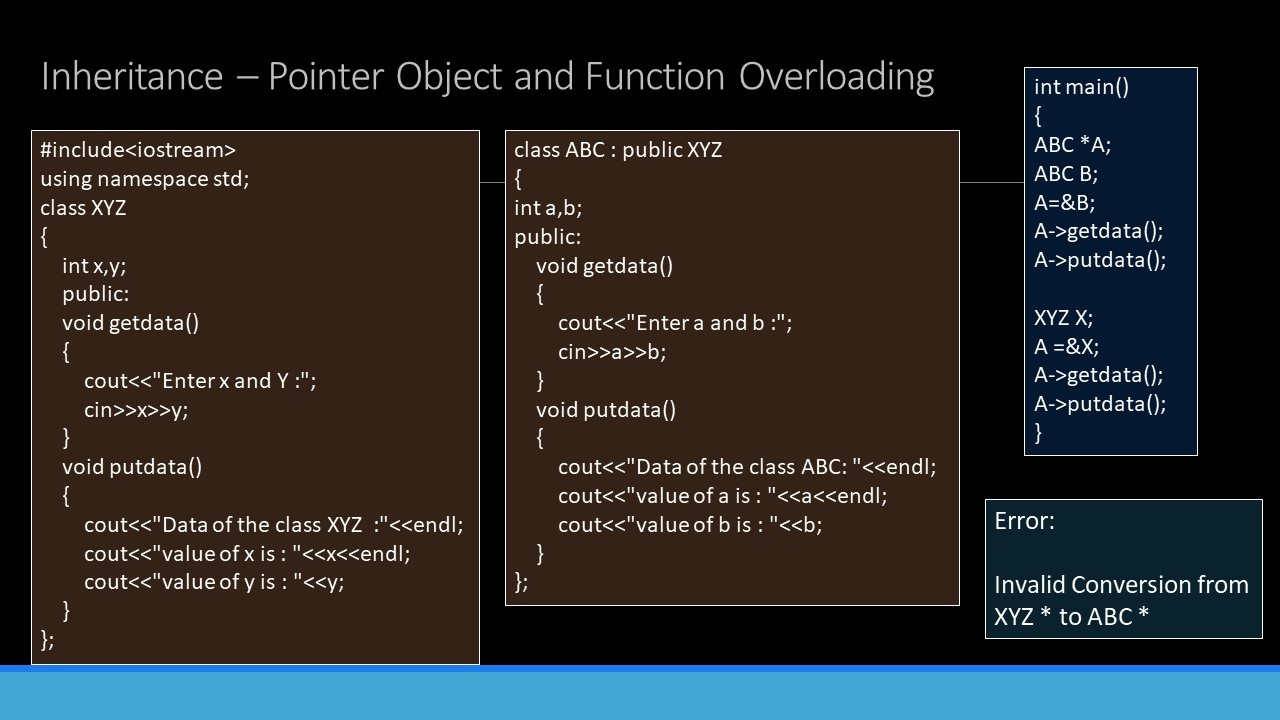 Inheritance – Pointer Object and Function Overloading
#include<iostream>
using namespace std;
class XYZ
{
int x,y;
public:
void getdata()
{
cout<<"Enter x and Y :";
cin>>x>>y;
}
void putdata()
{
cout<<"Data of the class XYZ  :"<<endl;
cout<<"value of x is : "<<x<<endl;
cout<<"value of y is : "<<y;
}
};
class ABC : public XYZ
{
int a,b;
public:
void getdata()
{
cout<<"Enter a and b :";
cin>>a>>b;
}
void putdata()
{
cout<<"Data of the class ABC: "<<endl;
cout<<"value of a is : "<<a<<endl;
cout<<"value of b is : "<<b;
}
};
int main()
{
ABC *A;
ABC B;
A=&B;
A->getdata();
A->putdata();
XYZ X;
A =&X;
A->getdata();
A->putdata();
}
Error:
Invalid Conversion from
XYZ * to ABC *